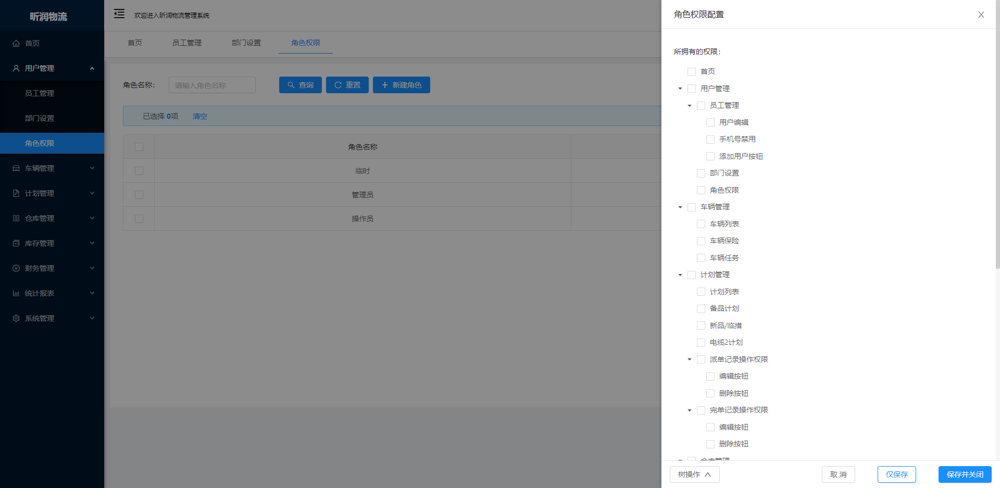 昕润物流
欢迎进入昕润物流管理系统
首页
用户管理
员工管理
部门设置
角色权限
车辆管理
计划管理
仓库管理
库存管理
财务管理
统计报表
系统管理
首页 员工管理 部门设置 角色权限
角色名称： 请输入角色名称 查询 重置 新建角色
已选择 0项 清空
角色名称
临时
管理员
操作员
角色权限配置 X
所拥有的权限：
首页
用户管理
员工管理
用户编辑
手机号禁用
添加用户按钮
部门设置
角色权限
车辆管理
车辆列表
车辆保险
车辆任务
计划管理
计划列表
备品计划
新品/临措
电缆2计划
派单记录操作权限
编辑按钮
删除按钮
完单记录操作权限
编辑按钮
删除按钮
仓库管理
树操作 取 消 仅保存 保存并关闭